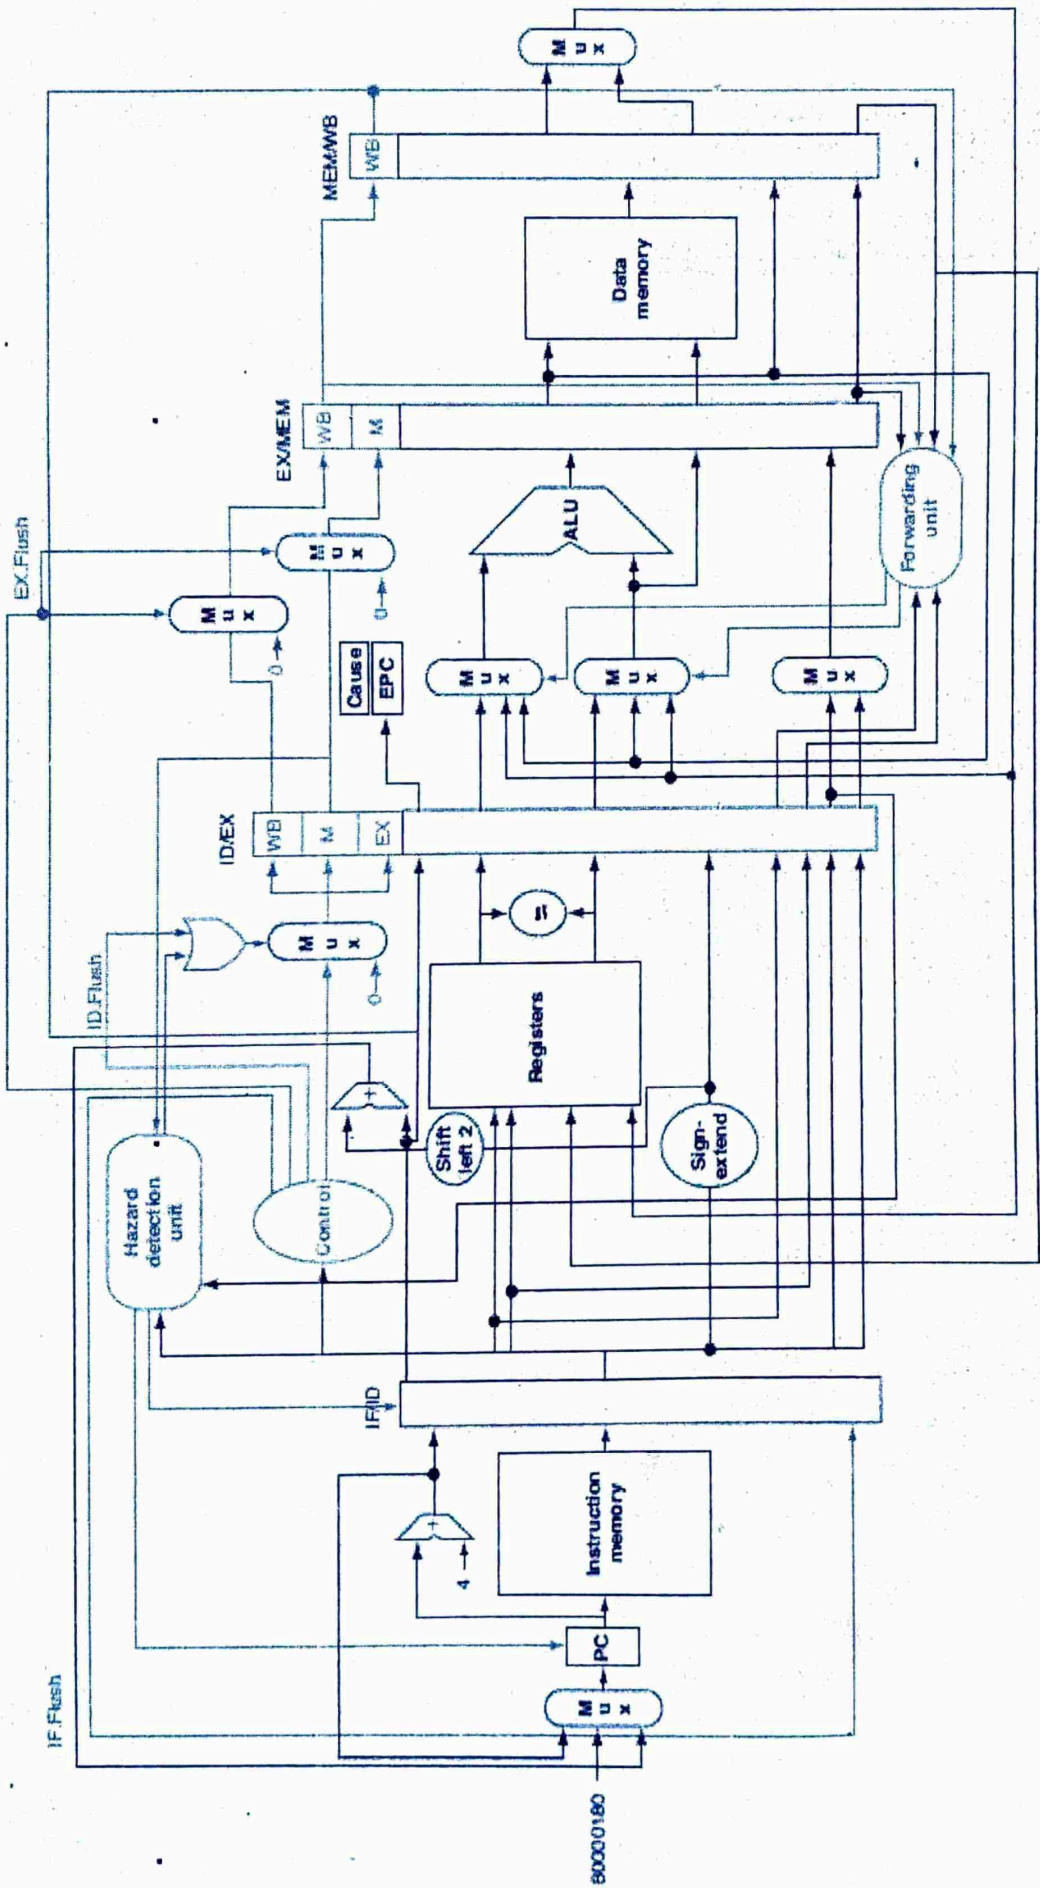 IF.Flush
ID.Flush
EX.Flush
Hazard
detection
unit
Control
IF/ID
ID/EX
WB
M
EX
EX/MEM
WB
M
MEM/WB
WB
M
u
x
0
M
u
x
0
M
u
x
0
Cause
EPC
+
Shift
left 2
4
+
80000180
M
u
x
PC
Instruction
memory
Registers
=
Sign-
extend
M
u
x
M
u
x
M
u
x
ALU
Forwarding
unit
Data
memory
M
u
x